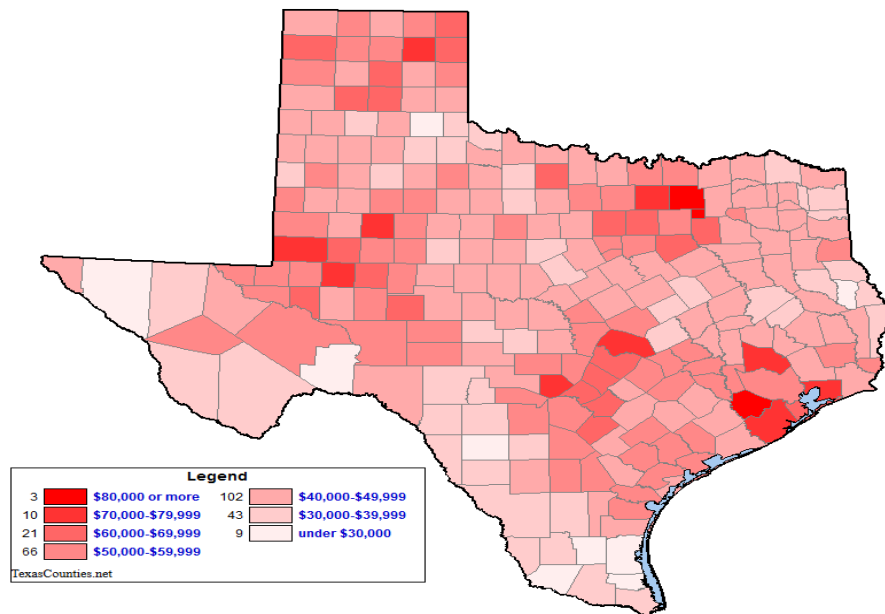 Legend
3 $80,000 or more 102 $40,000-$49,999
10 $70,000-$79,999 43 $30,000-$39,999
21 $60,000-$69,999 9 under $30,000
66 $50,000-$59,999
TexasCounties.net